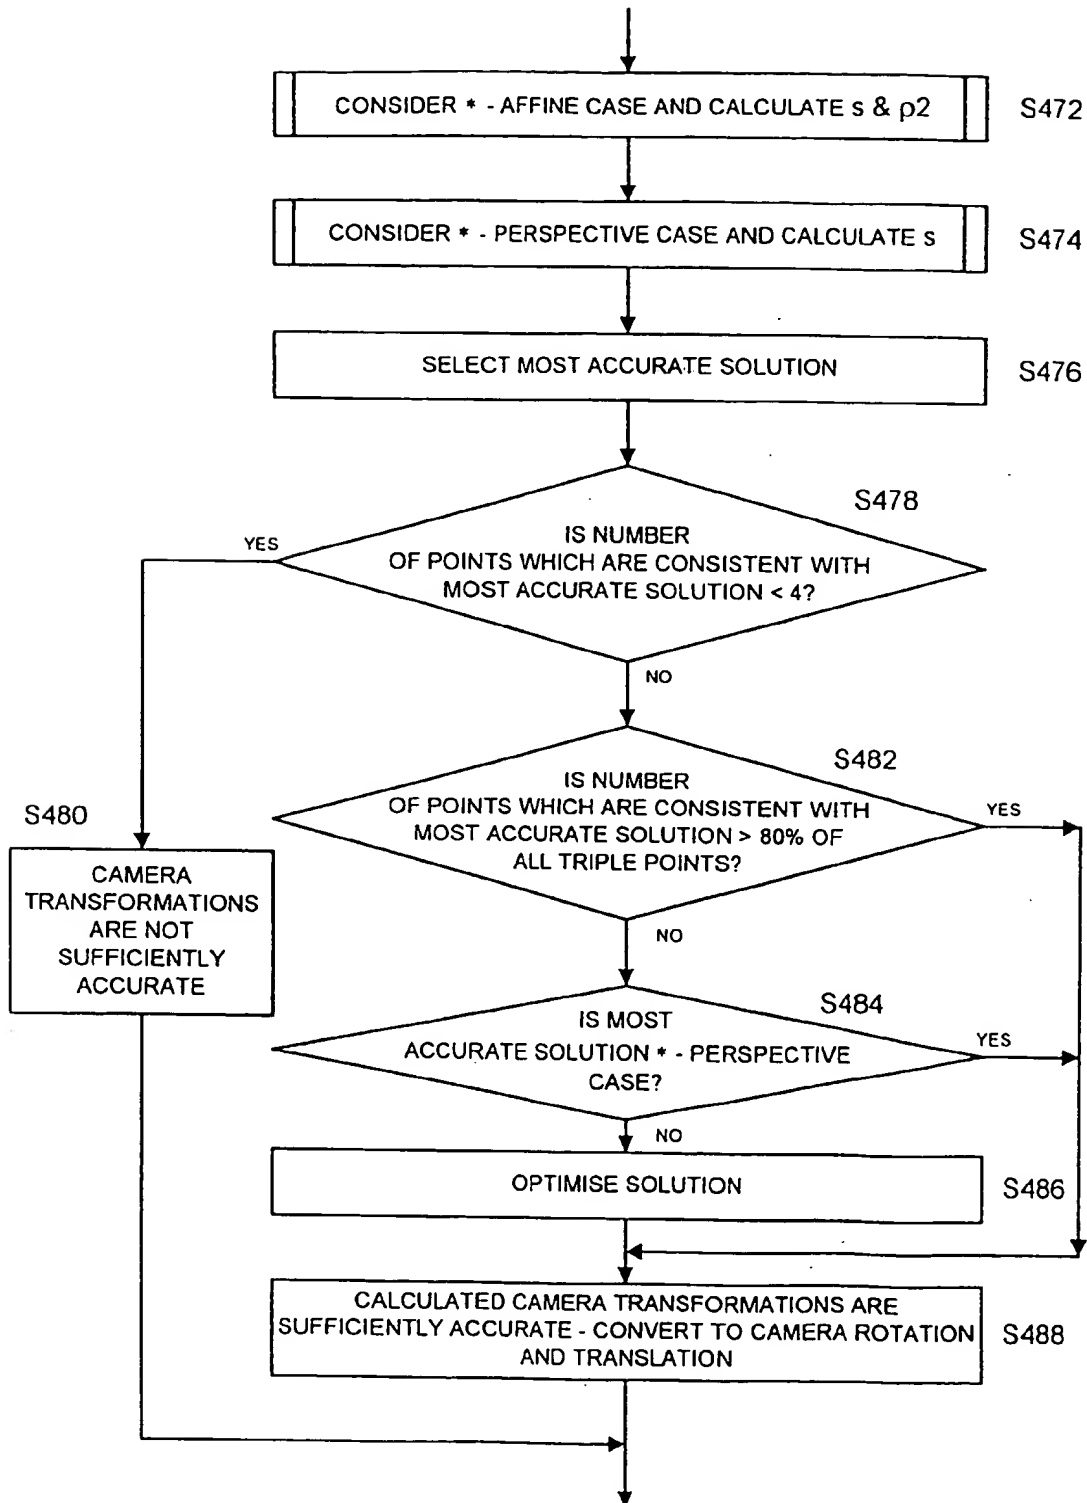 CONSIDER * - AFFINE CASE AND CALCULATE s & ρ2
S472
CONSIDER * - PERSPECTIVE CASE AND CALCULATE s
S474
SELECT MOST ACCURATE SOLUTION
S476
S478
IS NUMBER
OF POINTS WHICH ARE CONSISTENT WITH
MOST ACCURATE SOLUTION < 4?
YES
NO
S482
IS NUMBER
OF POINTS WHICH ARE CONSISTENT WITH
MOST ACCURATE SOLUTION > 80% OF
ALL TRIPLE POINTS?
YES
NO
S480
CAMERA
TRANSFORMATIONS
ARE NOT
SUFFICIENTLY
ACCURATE
S484
IS MOST
ACCURATE SOLUTION * - PERSPECTIVE
CASE?
YES
NO
OPTIMISE SOLUTION
S486
CALCULATED CAMERA TRANSFORMATIONS ARE
SUFFICIENTLY ACCURATE - CONVERT TO CAMERA ROTATION
AND TRANSLATION
S488